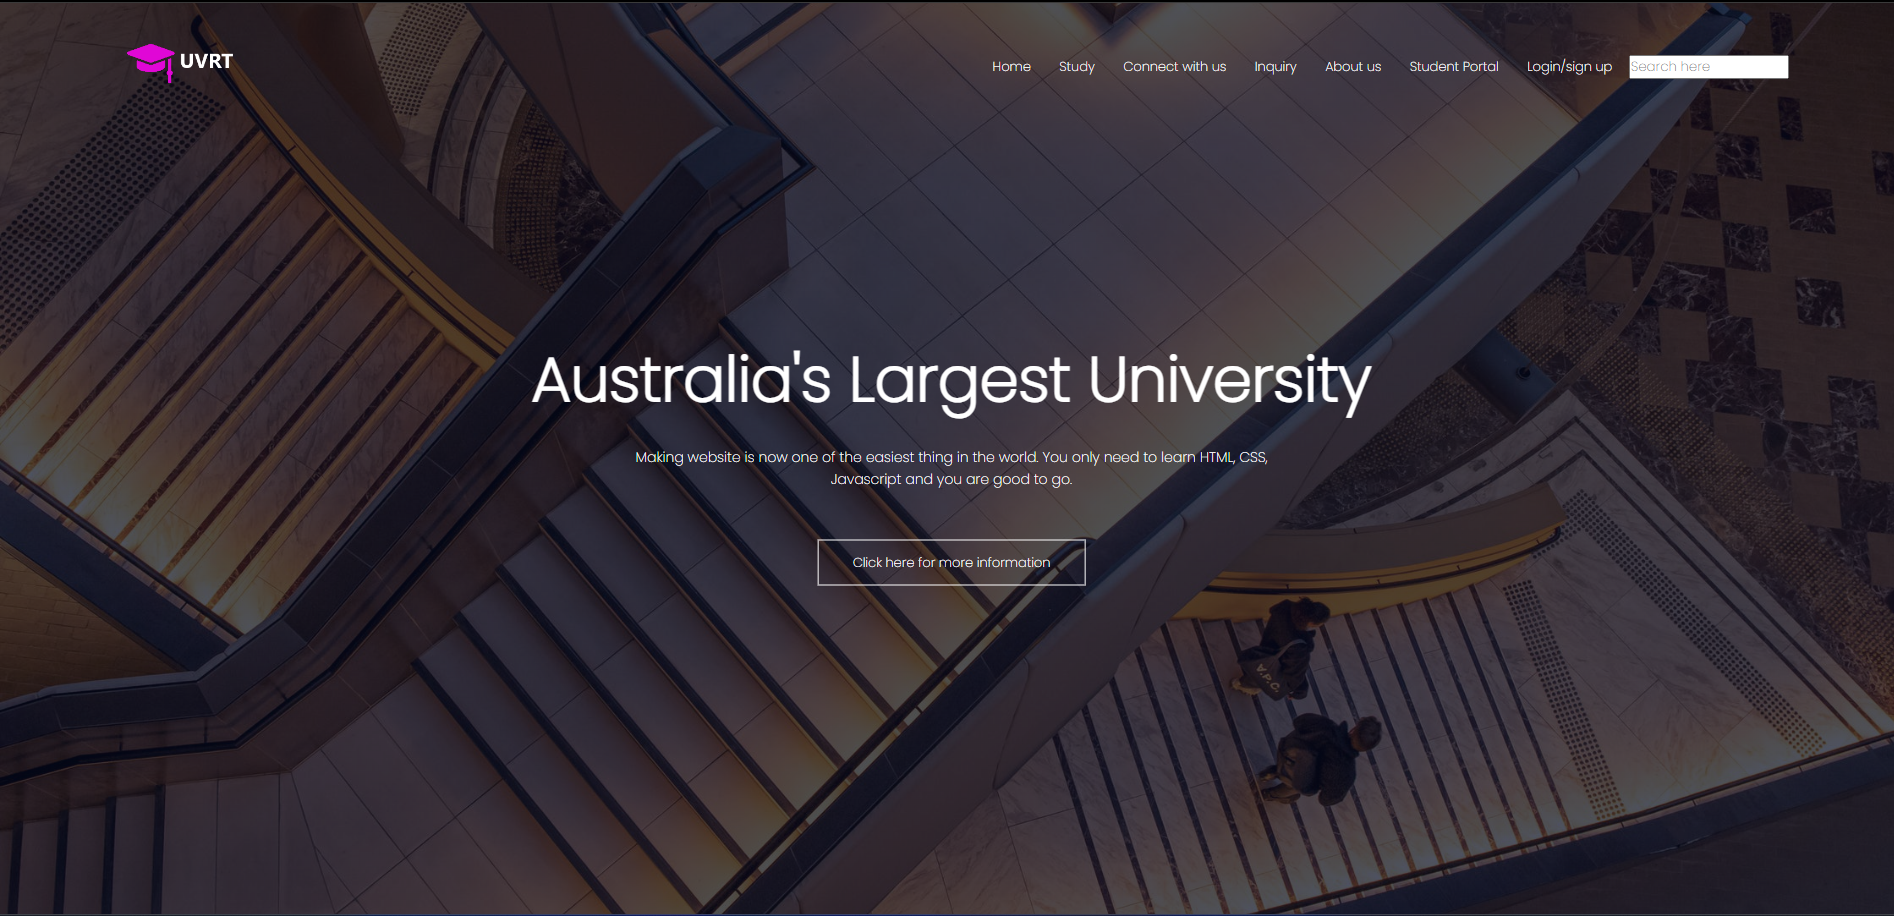 UVRT
Home Study Connect with us Inquiry About us Student Portal Login/sign up Search here
Australia's Largest University
Making website is now one of the easiest thing in the world. You only need to learn HTML, CSS,
Javascript and you are good to go.
Click here for more information
A.P.C.